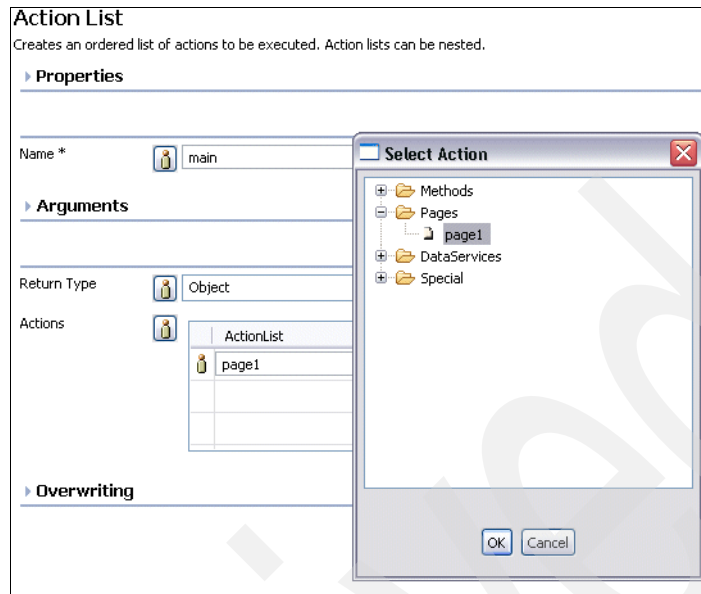 Action List
Creates an ordered list of actions to be executed. Action lists can be nested.
Properties
Name *
main
Arguments
Return Type
Object
Actions
ActionList
page1
Overwriting
Select Action
Methods
Pages
page1
DataServices
Special
OK
Cancel